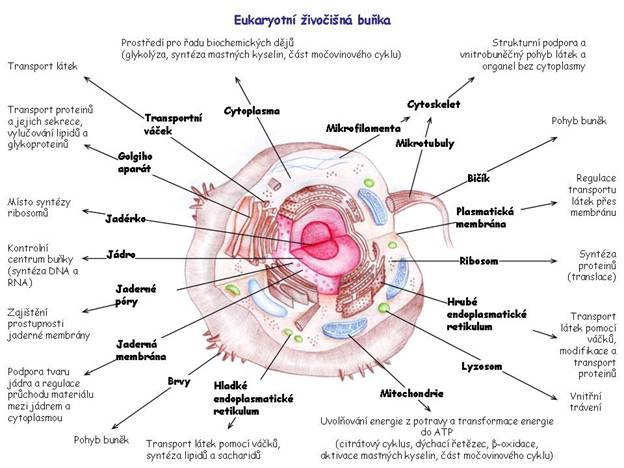 Eukaryotní živočišná buňka
Prostředí pro řadu biochemických dějů
(glykolýza, syntéza mastných kyselin, část močovinového cyklu)
Strukturní podpora a
vnitrobuněčný pohyb látek a
organel bez cytoplasmy
Transport látek
Transportní
váček
Cytoplasma
Cytoskelet
Mikrofilamenta
Mikrotubuly
Transport proteinů
a jejich sekrece,
vylučování lipidů a
glykoproteinů
Golgiho
aparát
Pohyb buněk
Bičík
Regulace
transportu
látek přes
membránu
Plasmatická
membrána
Místo syntézy
ribosomů
Jadérko
Kontrolní
centrum buňky
(syntéza DNA a
RNA)
Jádro
Ribosom
Syntéza
proteinů
(translace)
Jaderné
póry
Zajištění
prostupnosti
jaderné membrány
Hrubé
endoplasmatické
retikulum
Transport
látek pomocí
váčků,
modifikace a
transport
proteinů
Jaderná
membrána
Podpora tvaru
jádra a regulace
průchodu materiálu
mezi jádrem a
cytoplasmou
Brvy
Hladké
endoplasmatické
retikulum
Mitochondrie
Lyzosom
Vnitřní
trávení
Pohyb buněk
Transport látek pomocí váčků,
syntéza lipidů a sacharidů
Uvolňování energie z potravy a transformace energie
do ATP
(citrátový cyklus, dýchací řetězec, β-oxidace,
aktivace mastných kyselin, část močovinového cyklu)